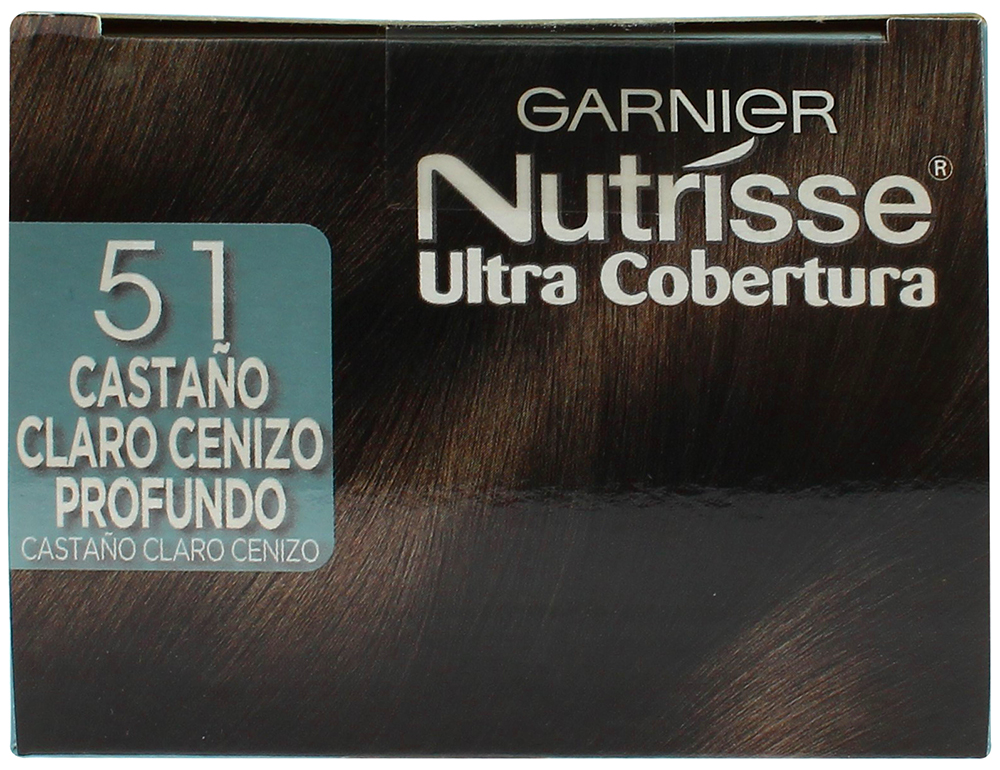 GARNIER
Nutrisse®
Ultra Cobertura
51
CASTAÑO
CLARO CENIZO
PROFUNDO
CASTAÑO CLARO CENIZO